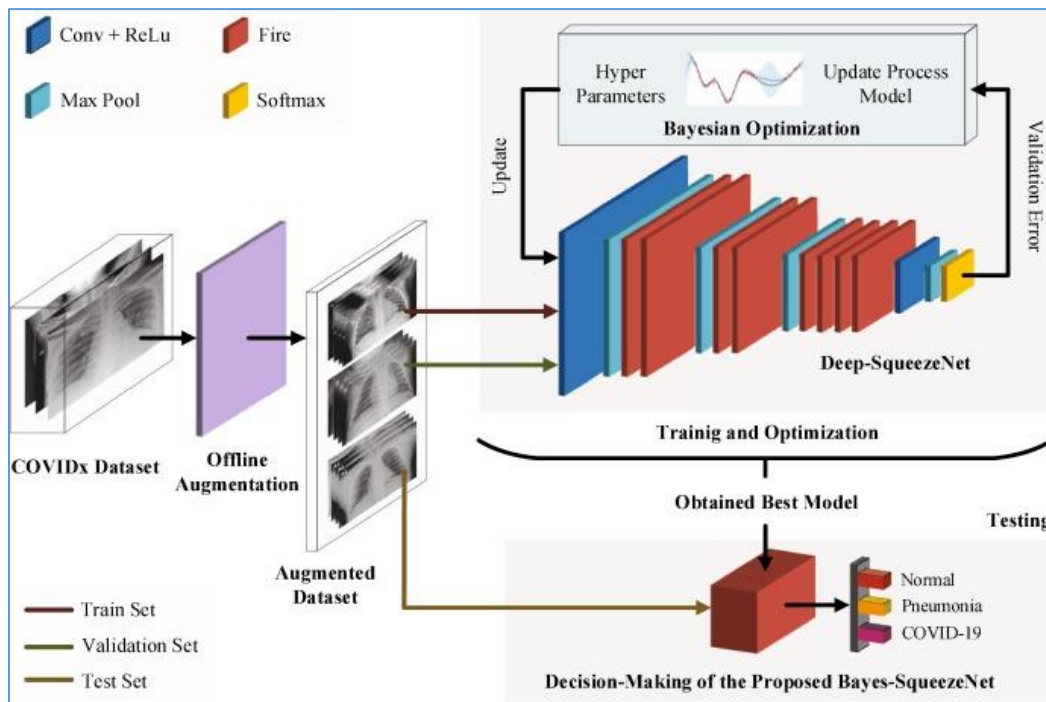 Conv + ReLu
Fire
Max Pool
Softmax
Hyper
Parameters
Update Process
Model
Bayesian Optimization
Update
Validation Error
Deep-SqueezeNet
COVIDx Dataset
Offline
Augmentation
Augmented
Dataset
Trainig and Optimization
Obtained Best Model
Testing
Train Set
Validation Set
Test Set
Normal
Pneumonia
COVID-19
Decision-Making of the Proposed Bayes-SqueezeNet